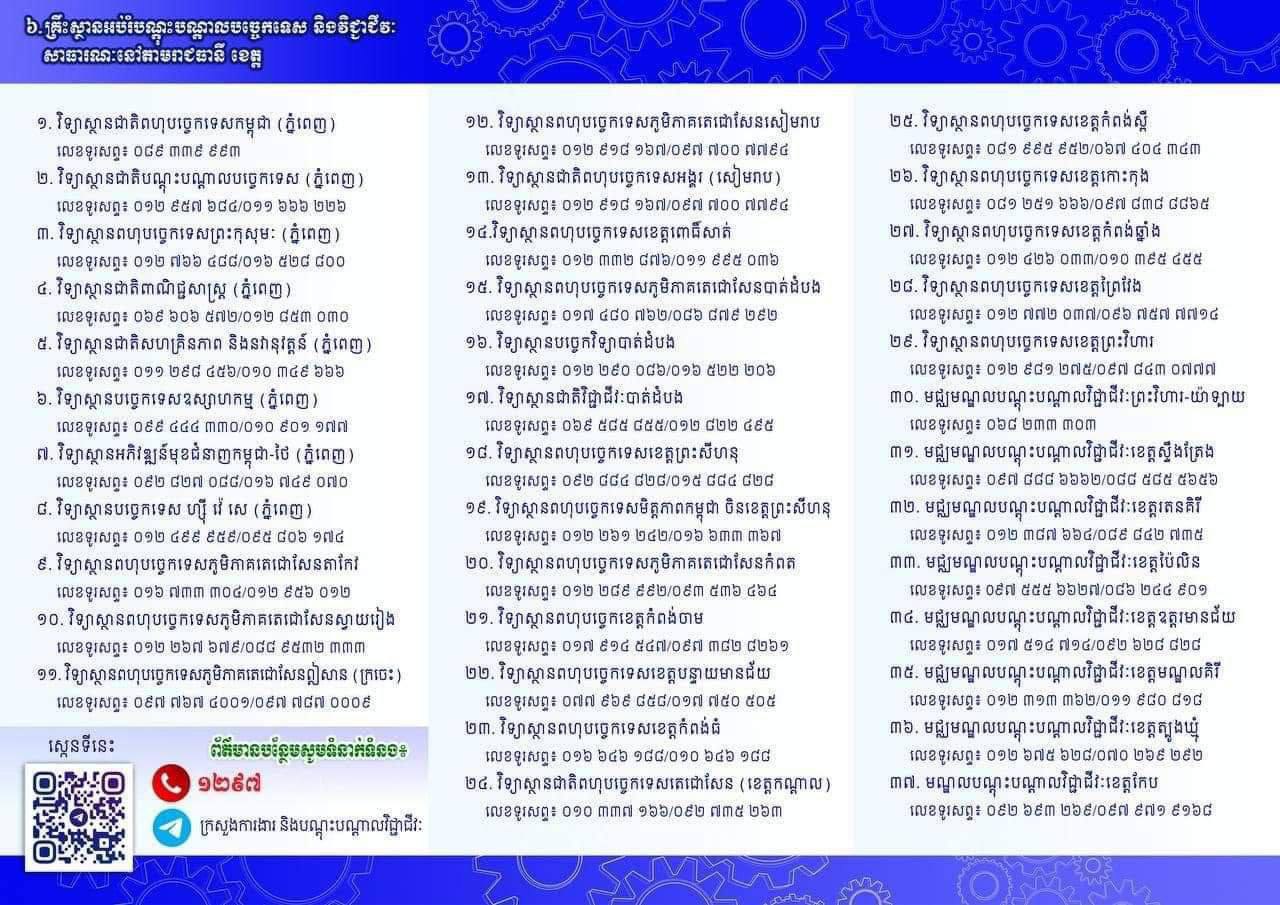 ៦.គ្រឹះស្ថានអប់រំបណ្តុះបណ្តាលបច្ចេកទេស និងវិជ្ជាជីវៈ
សាធារណៈនៅតាមរាជធានី ខេត្ត
១. វិទ្យាស្ថានជាតិពហុបច្ចេកទេសកម្ពុជា (ភ្នំពេញ)
លេខទូរសព្ទ៖ ០៨៩ ៣៣៩ ៩៩៣
២. វិទ្យាស្ថានជាតិបណ្តុះបណ្តាលបច្ចេកទេស (ភ្នំពេញ)
លេខទូរសព្ទ៖ ០១២ ៩៥៧ ៦៨៤/០១១ ៦៦៦ ២២៦
៣. វិទ្យាស្ថានពហុបច្ចេកទេសព្រះកុសុមៈ (ភ្នំពេញ)
លេខទូរសព្ទ៖ ០១២ ៧៦៦ ៤៨៨/០១៦ ៥២៨ ៨០០
៤. វិទ្យាស្ថានជាតិពាណិជ្ជសាស្ត្រ (ភ្នំពេញ)
លេខទូរសព្ទ៖ ០៦៩ ៦០៦ ៥៧២/០១២ ៨៥៣ ០៣០
៥. វិទ្យាស្ថានជាតិសហគ្រិនភាព និងនវានុវត្តន៍ (ភ្នំពេញ)
លេខទូរសព្ទ៖ ០១១ ២៩៨ ៤៥៦/០១០ ៣៤៩ ៦៦៦
៦. វិទ្យាស្ថានបច្ចេកទេសឧស្សាហកម្ម (ភ្នំពេញ)
លេខទូរសព្ទ៖ ០៩៩ ៤៤៤ ៣៣០/០១០ ៩០១ ១៧៧
៧. វិទ្យាស្ថានអភិវឌ្ឍន៍មុខជំនាញកម្ពុជា-ថៃ (ភ្នំពេញ)
លេខទូរសព្ទ៖ ០៩២ ៨២៧ ០៨៨/០១៦ ៧៤៩ ០៧០
៨. វិទ្យាស្ថានបច្ចេកទេស ហ្ស៊ី វ៉េ សេ (ភ្នំពេញ)
លេខទូរសព្ទ៖ ០១២ ៤៩៩ ៩៥៩/០៩៥ ៨០៦ ១៧៤
៩. វិទ្យាស្ថានពហុបច្ចេកទេសភូមិភាគតេជោសែនតាកែវ
លេខទូរសព្ទ៖ ០១៦ ៧៣៣ ៣០៤/០១២ ៩៥៦ ០១២
១០. វិទ្យាស្ថានពហុបច្ចេកទេសភូមិភាគតេជោសែនស្វាយរៀង
លេខទូរសព្ទ៖ ០១២ ២៦៧ ៦៧៩/០៨៨ ៩៥៣២ ៣៣៣
១១. វិទ្យាស្ថានពហុបច្ចេកទេសភូមិភាគតេជោសែនឦសាន (ក្រចេះ)
លេខទូរសព្ទ៖ ០៩៧ ៧៦៧ ៤០០១/០៩៧ ៧៨៧ ០០០៩
ស្កេនទីនេះ
ព័ត៌មានបន្ថែមសូមទំនាក់ទំនង៖
១២៩៧
ក្រសួងការងារ និងបណ្តុះបណ្តាលវិជ្ជាជីវៈ
១២. វិទ្យាស្ថានពហុបច្ចេកទេសភូមិភាគតេជោសែនសៀមរាប
លេខទូរសព្ទ៖ ០១២ ៩១៨ ១៦៧/០៩៧ ៧០០ ៧៧៩៤
១៣. វិទ្យាស្ថានជាតិពហុបច្ចេកទេសអង្គរ (សៀមរាប)
លេខទូរសព្ទ៖ ០១២ ៩១៨ ១៦៧/០៩៧ ៧០០ ៧៧៩៤
១៤.វិទ្យាស្ថានពហុបច្ចេកទេសខេត្តពោធិ៍សាត់
លេខទូរសព្ទ៖ ០១២ ៣៣២ ៨៧៦/០១១ ៩៩៥ ០៣៦
១៥. វិទ្យាស្ថានពហុបច្ចេកទេសភូមិភាគតេជោសែនបាត់ដំបង
លេខទូរសព្ទ៖ ០១៧ ៤៨០ ៧៦២/០៨៦ ៨៧៩ ២៩២
១៦. វិទ្យាស្ថានបច្ចេកវិទ្យាបាត់ដំបង
លេខទូរសព្ទ៖ ០១២ ២៩០ ០៨៦/០១៦ ៥២២ ២០៦
១៧. វិទ្យាស្ថានជាតិវិជ្ជាជីវៈបាត់ដំបង
លេខទូរសព្ទ៖ ០៦៩ ៥៨៥ ៨៥៥/០១២ ៨២២ ៤៩៥
១៨. វិទ្យាស្ថានពហុបច្ចេកទេសខេត្តព្រះសីហនុ
លេខទូរសព្ទ៖ ០៩២ ៨៨៤ ៨២៨/០១៥ ៨៨៤ ៨២៨
១៩. វិទ្យាស្ថានពហុបច្ចេកទេសមិត្តភាពកម្ពុជា ចិនខេត្តព្រះសីហនុ
លេខទូរសព្ទ៖ ០១២ ២៦១ ២៤២/០១៦ ៦៣៣ ៣៦៧
២០. វិទ្យាស្ថានពហុបច្ចេកទេសភូមិភាគតេជោសែនកំពត
លេខទូរសព្ទ៖ ០១២ ២៨៩ ៩៩២/០៩៣ ៥៣៦ ៤៦៤
២១. វិទ្យាស្ថានពហុបច្ចេកខេត្តកំពង់ចាម
លេខទូរសព្ទ៖ ០១៧ ៩១៤ ៥៤៧/០៩៧ ៣៨២ ៨២៦១
២២. វិទ្យាស្ថានពហុបច្ចេកទេសខេត្តបន្ទាយមានជ័យ
លេខទូរសព្ទ៖ ០៧៧ ៩៦៩ ៨៥៨/០១៧ ៧៥០ ៥០៥
២៣. វិទ្យាស្ថានពហុបច្ចេកទេសខេត្តកំពង់ធំ
លេខទូរសព្ទ៖ ០១៦ ៦៤៦ ១៨៨/០១០ ៦៤៦ ១៨៨
២៤. វិទ្យាស្ថានជាតិពហុបច្ចេកទេសតេជោសែន (ខេត្តកណ្តាល)
លេខទូរសព្ទ៖ ០១០ ៣៣៧ ១៦៦/០៩២ ៧៣៥ ២៦៣
២៥. វិទ្យាស្ថានពហុបច្ចេកទេសខេត្តកំពង់ស្ពឺ
លេខទូរសព្ទ៖ ០៨១ ៩៩៥ ៩៥២/០៦៧ ៤០៤ ៣៤៣
២៦. វិទ្យាស្ថានពហុបច្ចេកទេសខេត្តកោះកុង
លេខទូរសព្ទ៖ ០៨១ ២៥១ ៦៦៦/០៩៧ ៨៣៨ ៨៨៦៥
២៧. វិទ្យាស្ថានពហុបច្ចេកទេសខេត្តកំពង់ឆ្នាំង
លេខទូរសព្ទ៖ ០១២ ៤២៦ ០៣៣/០១០ ៣៩៥ ៤៥៥
២៨. វិទ្យាស្ថានពហុបច្ចេកទេសខេត្តព្រៃវែង
លេខទូរសព្ទ៖ ០១២ ៧៧២ ០៣៧/០៩៦ ៧៥៧ ៧៧១៤
២៩. វិទ្យាស្ថានពហុបច្ចេកទេសខេត្តព្រះវិហារ
លេខទូរសព្ទ៖ ០១២ ៩៨១ ២៧៥/០៩៧ ៨៤៣ ០៧៧៧
៣០. មជ្ឈមណ្ឌលបណ្តុះបណ្តាលវិជ្ជាជីវៈព្រះវិហារ-យ៉ាទ្បាយ
លេខទូរសព្ទ៖ ០៦៨ ២៣៣ ៣០៣
៣១. មជ្ឈមណ្ឌលបណ្តុះបណ្តាលវិជ្ជាជីវៈខេត្តស្ទឹងត្រែង
លេខទូរសព្ទ៖ ០៩៧ ៨៨៨ ៦៦៦២/០៨៨ ៥៨៥ ៥៦៥៦
៣២. មជ្ឈមណ្ឌលបណ្តុះបណ្តាលវិជ្ជាជីវៈខេត្តរតនគិរី
លេខទូរសព្ទ៖ ០១២ ៣៨៧ ៦៦៤/០៨៩ ៨៤២ ៧៣៥
៣៣. មជ្ឈមណ្ឌលបណ្តុះបណ្តាលវិជ្ជាជីវៈខេត្តប៉ៃលិន
លេខទូរសព្ទ៖ ០៩៧ ៥៥៥ ៦៦២៧/០៨៦ ២៤៤ ៩០១
៣៤. មជ្ឈមណ្ឌលបណ្តុះបណ្តាលវិជ្ជាជីវៈខេត្តឧត្តរមានជ័យ
លេខទូរសព្ទ៖ ០១៧ ៥១៤ ៧១៤/០៩២ ៦២៨ ៨២៨
៣៥. មជ្ឈមណ្ឌលបណ្តុះបណ្តាលវិជ្ជាជីវៈខេត្តមណ្ឌលគិរី
លេខទូរសព្ទ៖ ០១២ ៣១៣ ៣៦២/០១១ ៩៨០ ៨១៨
៣៦. មជ្ឈមណ្ឌលបណ្តុះបណ្តាលវិជ្ជាជីវៈខេត្តត្បូងឃ្មុំ
លេខទូរសព្ទ៖ ០១២ ៦៧៥ ៦២៨/០៧០ ២៦៩ ២៩២
៣៧. មណ្ឌលបណ្តុះបណ្តាលវិជ្ជាជីវៈខេត្តកែប
លេខទូរសព្ទ៖ ០៩២ ៦៩៣ ២៦៩/០៩៧ ៩៧១ ៩១៦៨